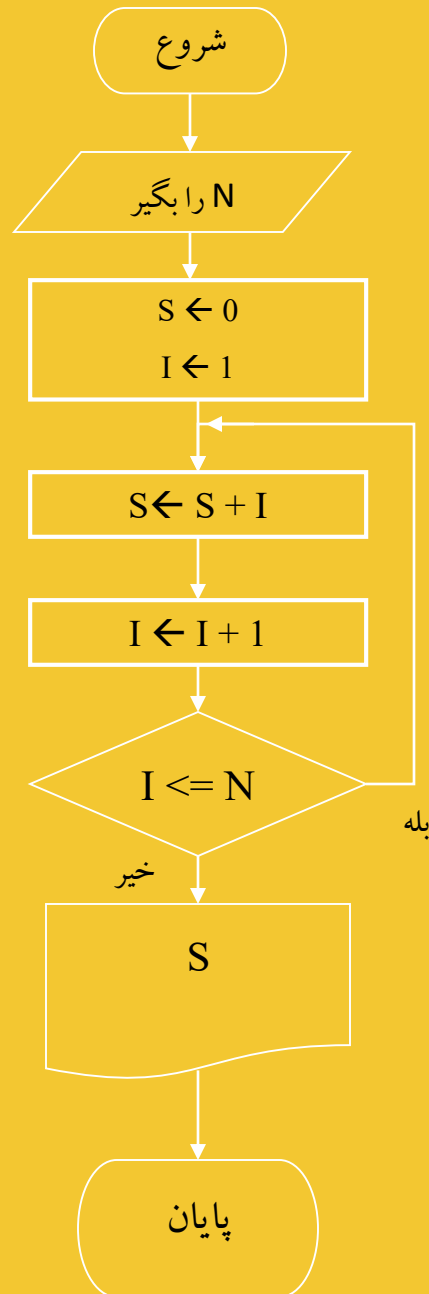 شروع
N را بگیر
S ← 0
I ← 1
S← S + I
I ← I + 1
I <= N
بله
خیر
S
پایان